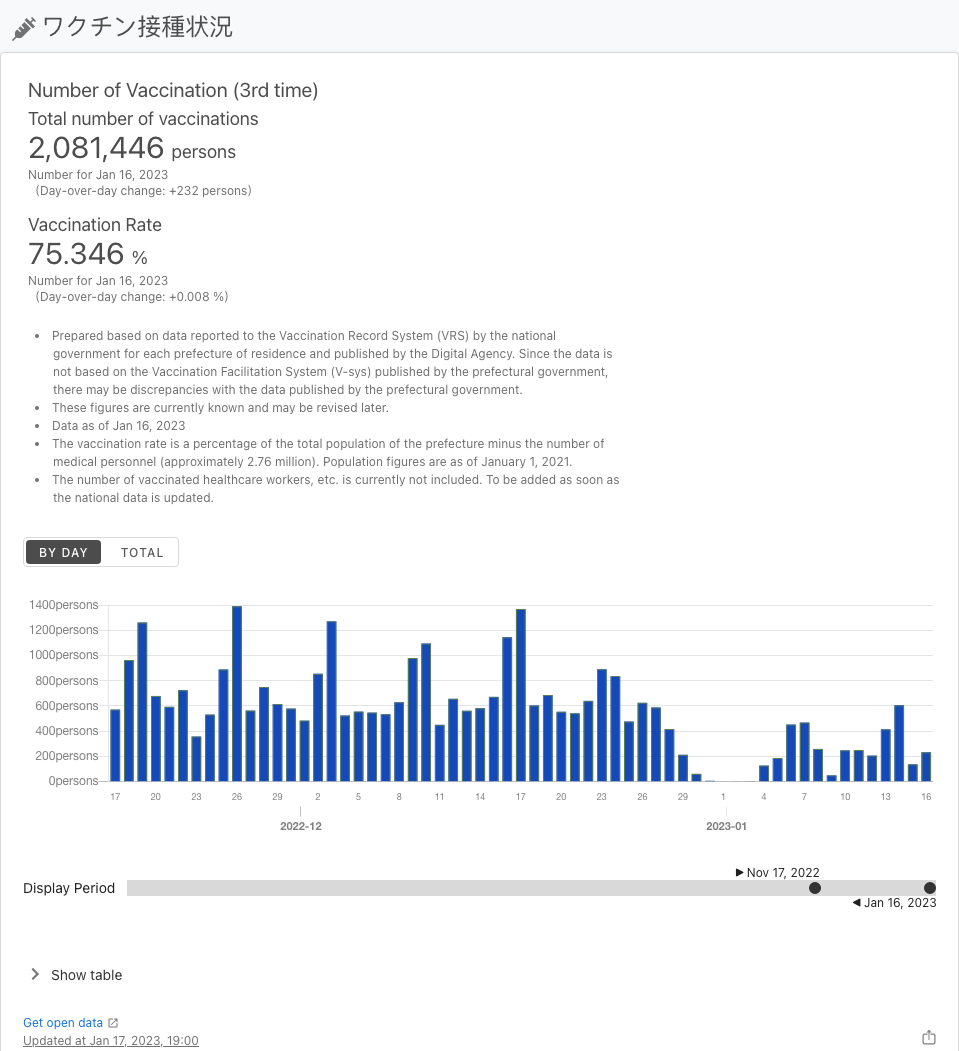 ワクチン接種状況
Number of Vaccination (3rd time)
Total number of vaccinations
2,081,446 persons
Number for Jan 16, 2023
(Day-over-day change: +232 persons)
Vaccination Rate
75.346 %
Number for Jan 16, 2023
(Day-over-day change: +0.008 %)
• Prepared based on data reported to the Vaccination Record System (VRS) by the national
government for each prefecture of residence and published by the Digital Agency. Since the data is
not based on the Vaccination Facilitation System (V-sys) published by the prefectural government,
there may be discrepancies with the data published by the prefectural government.
• These figures are currently known and may be revised later.
• Data as of Jan 16, 2023
• The vaccination rate is a percentage of the total population of the prefecture minus the number of
medical personnel (approximately 2.76 million). Population figures are as of January 1, 2021.
• The number of vaccinated healthcare workers, etc. is currently not included. To be added as soon as
the national data is updated.
BY DAY TOTAL
1400persons
1200persons
1000persons
800persons
600persons
400persons
200persons
0persons
17 20 23 26 29 2 5 8 11 14 17 20 23 26 29 1 4 7 10 13 16
2022-12 2023-01
Nov 17, 2022
Display Period
Jan 16, 2023
Show table
Get open data
Updated at Jan 17, 2023, 19:00